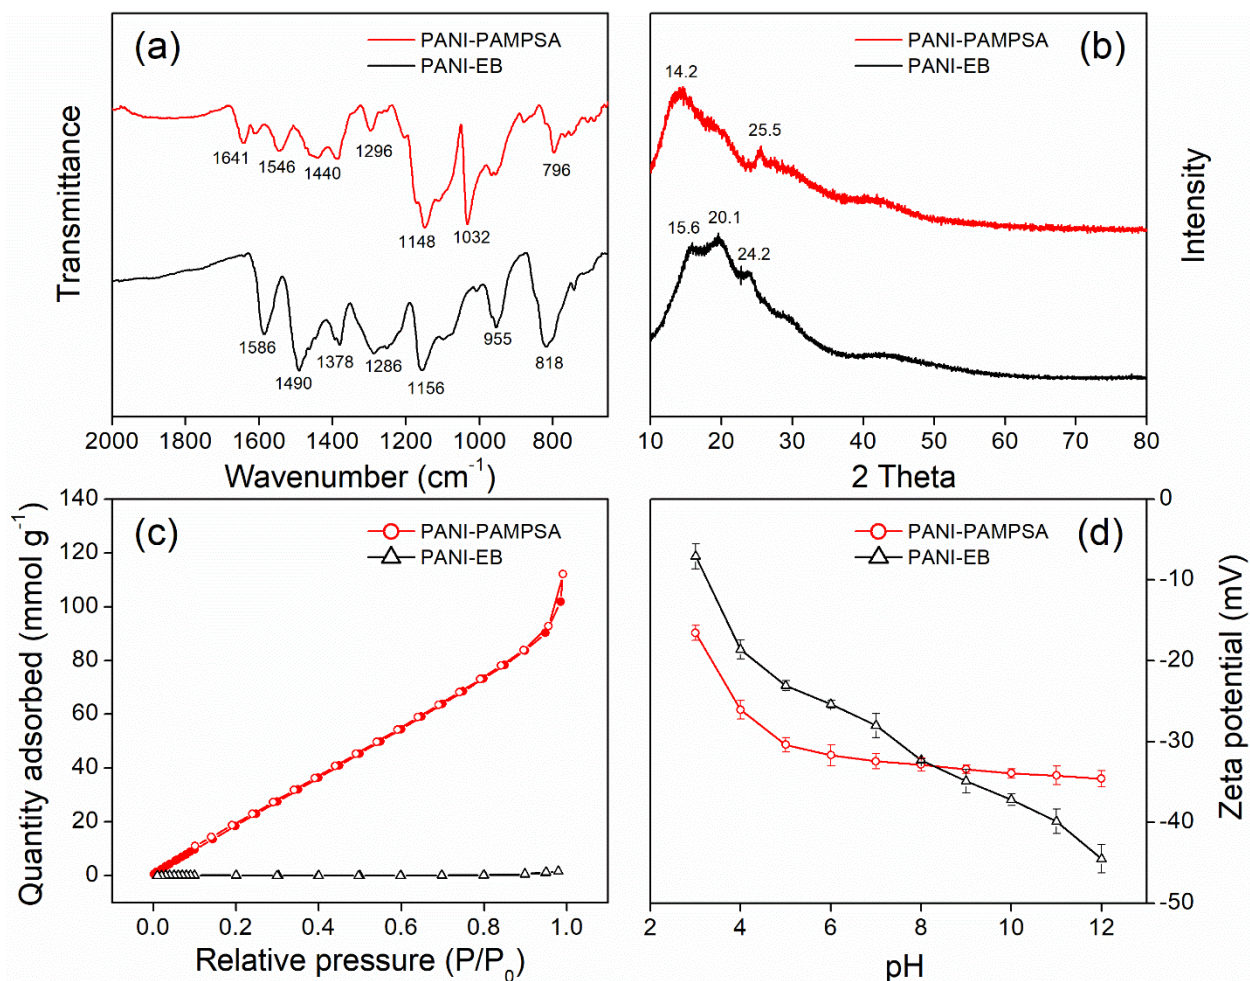 (a)
PANI-PAMPSA
PANI-EB
1641
1546
1440
1296
1148
1032
796
1586
1490
1378
1286
1156
955
818
Transmittance
2000 1800 1600 1400 1200 1000 800
Wavenumber (cm⁻¹)
(b)
PANI-PAMPSA
PANI-EB
14.2
25.5
15.6
20.1
24.2
Intensity
10 20 30 40 50 60 70 80
2 Theta
(c)
PANI-PAMPSA
PANI-EB
140
120
100
80
60
40
20
0
Quantity adsorbed (mmol g⁻¹)
0.0 0.2 0.4 0.6 0.8 1.0
Relative pressure (P/P₀)
(d)
PANI-PAMPSA
PANI-EB
0
-10
-20
-30
-40
-50
Zeta potential (mV)
2 4 6 8 10 12
pH